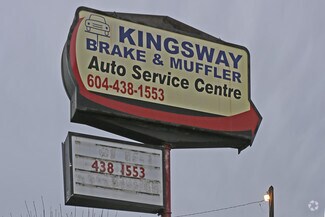 KINGSWAY
BRAKE & MUFFLER
Auto Service Centre
604-438-1553
438 1553